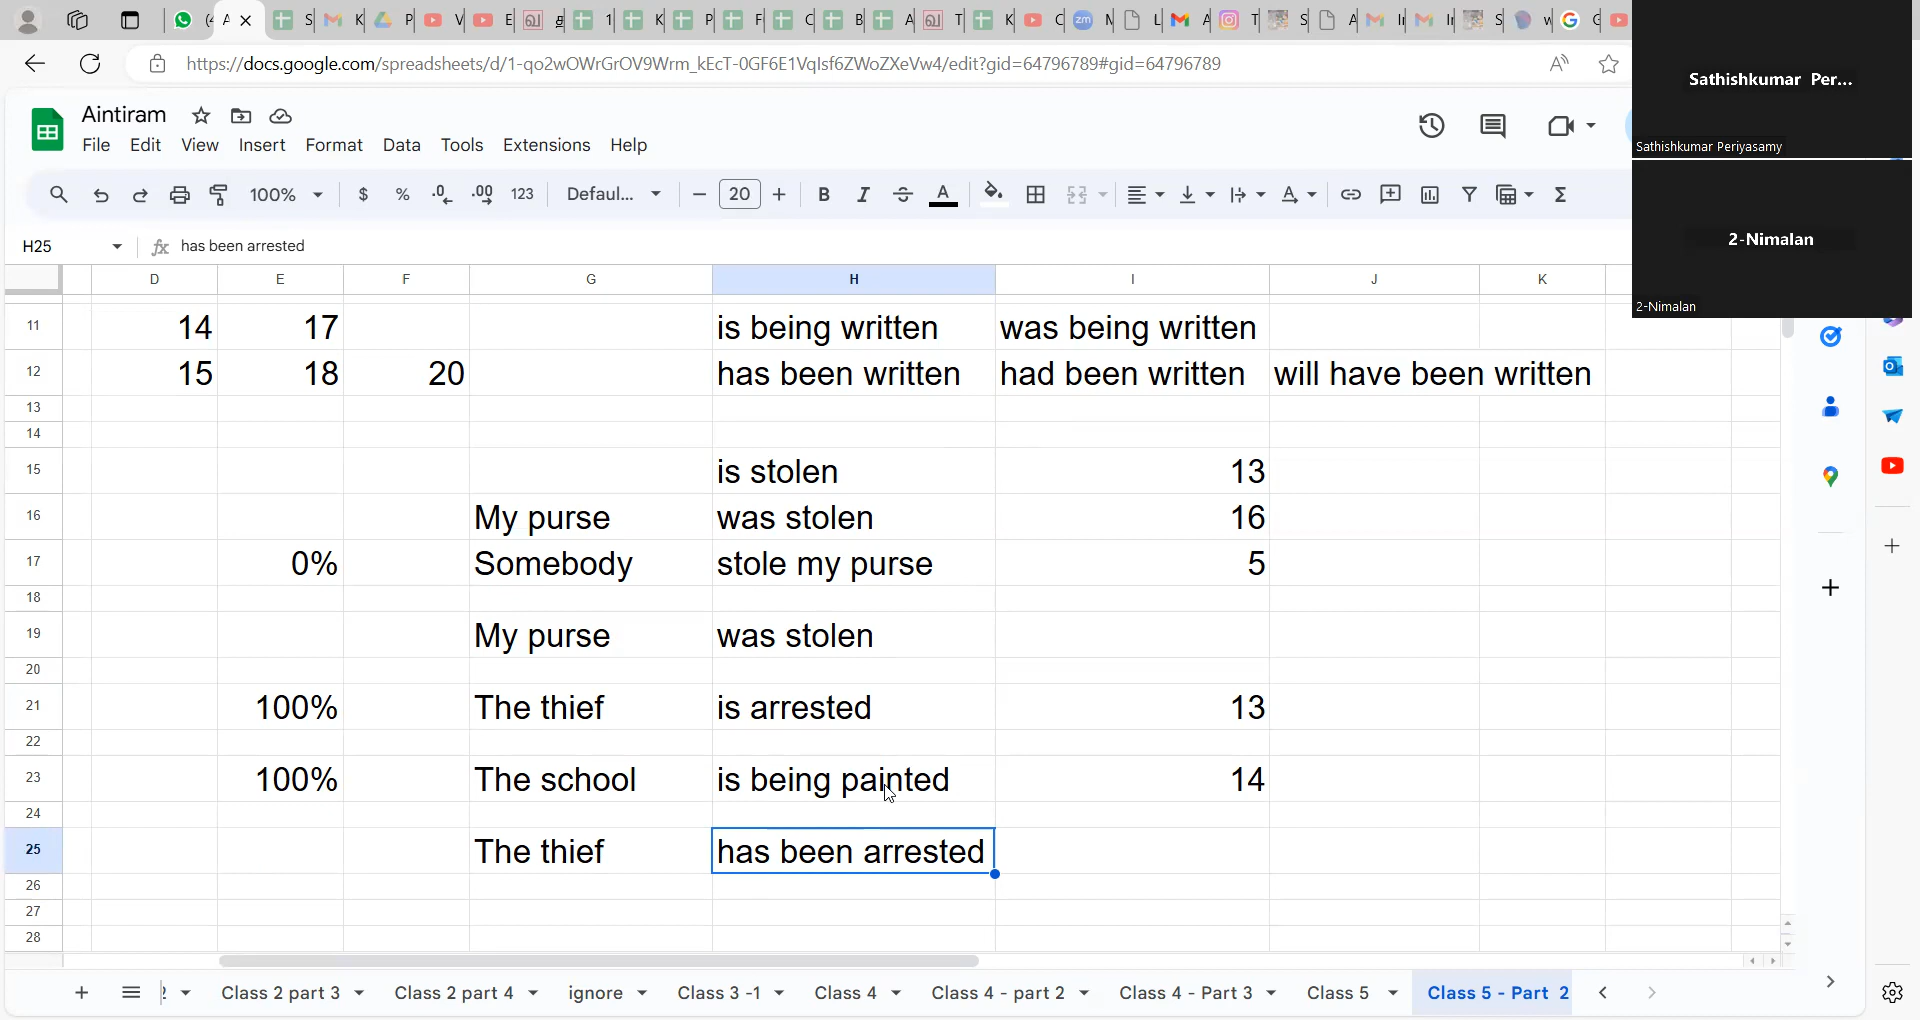 https://docs.google.com/spreadsheets/d/1-qo2wOWrGrOV9Wrm_kEcT-0GF6E1VqIsf6ZWoZXeVw4/edit?gid=64796789#gid=64796789
Sathishkumar Per...
Sathishkumar Periyasamy
2-Nimalan
2-Nimalan
Aintiram
File Edit View Insert Format Data Tools Extensions Help
100% $ % .0 .00 123 Defaul... 20 B I A
H25 fx has been arrested
D E F G H I J K
11 14 17 is being written was being written
12 15 18 20 has been written had been written will have been written
13
14
15 is stolen 13
16 My purse was stolen 16
17 0% Somebody stole my purse 5
18
19 My purse was stolen
20
21 100% The thief is arrested 13
22
23 100% The school is being painted 14
24
25 The thief has been arrested
26
27
28
Class 2 part 3 Class 2 part 4 ignore Class 3 -1 Class 4 Class 4 - part 2 Class 4 - Part 3 Class 5 Class 5 - Part 2